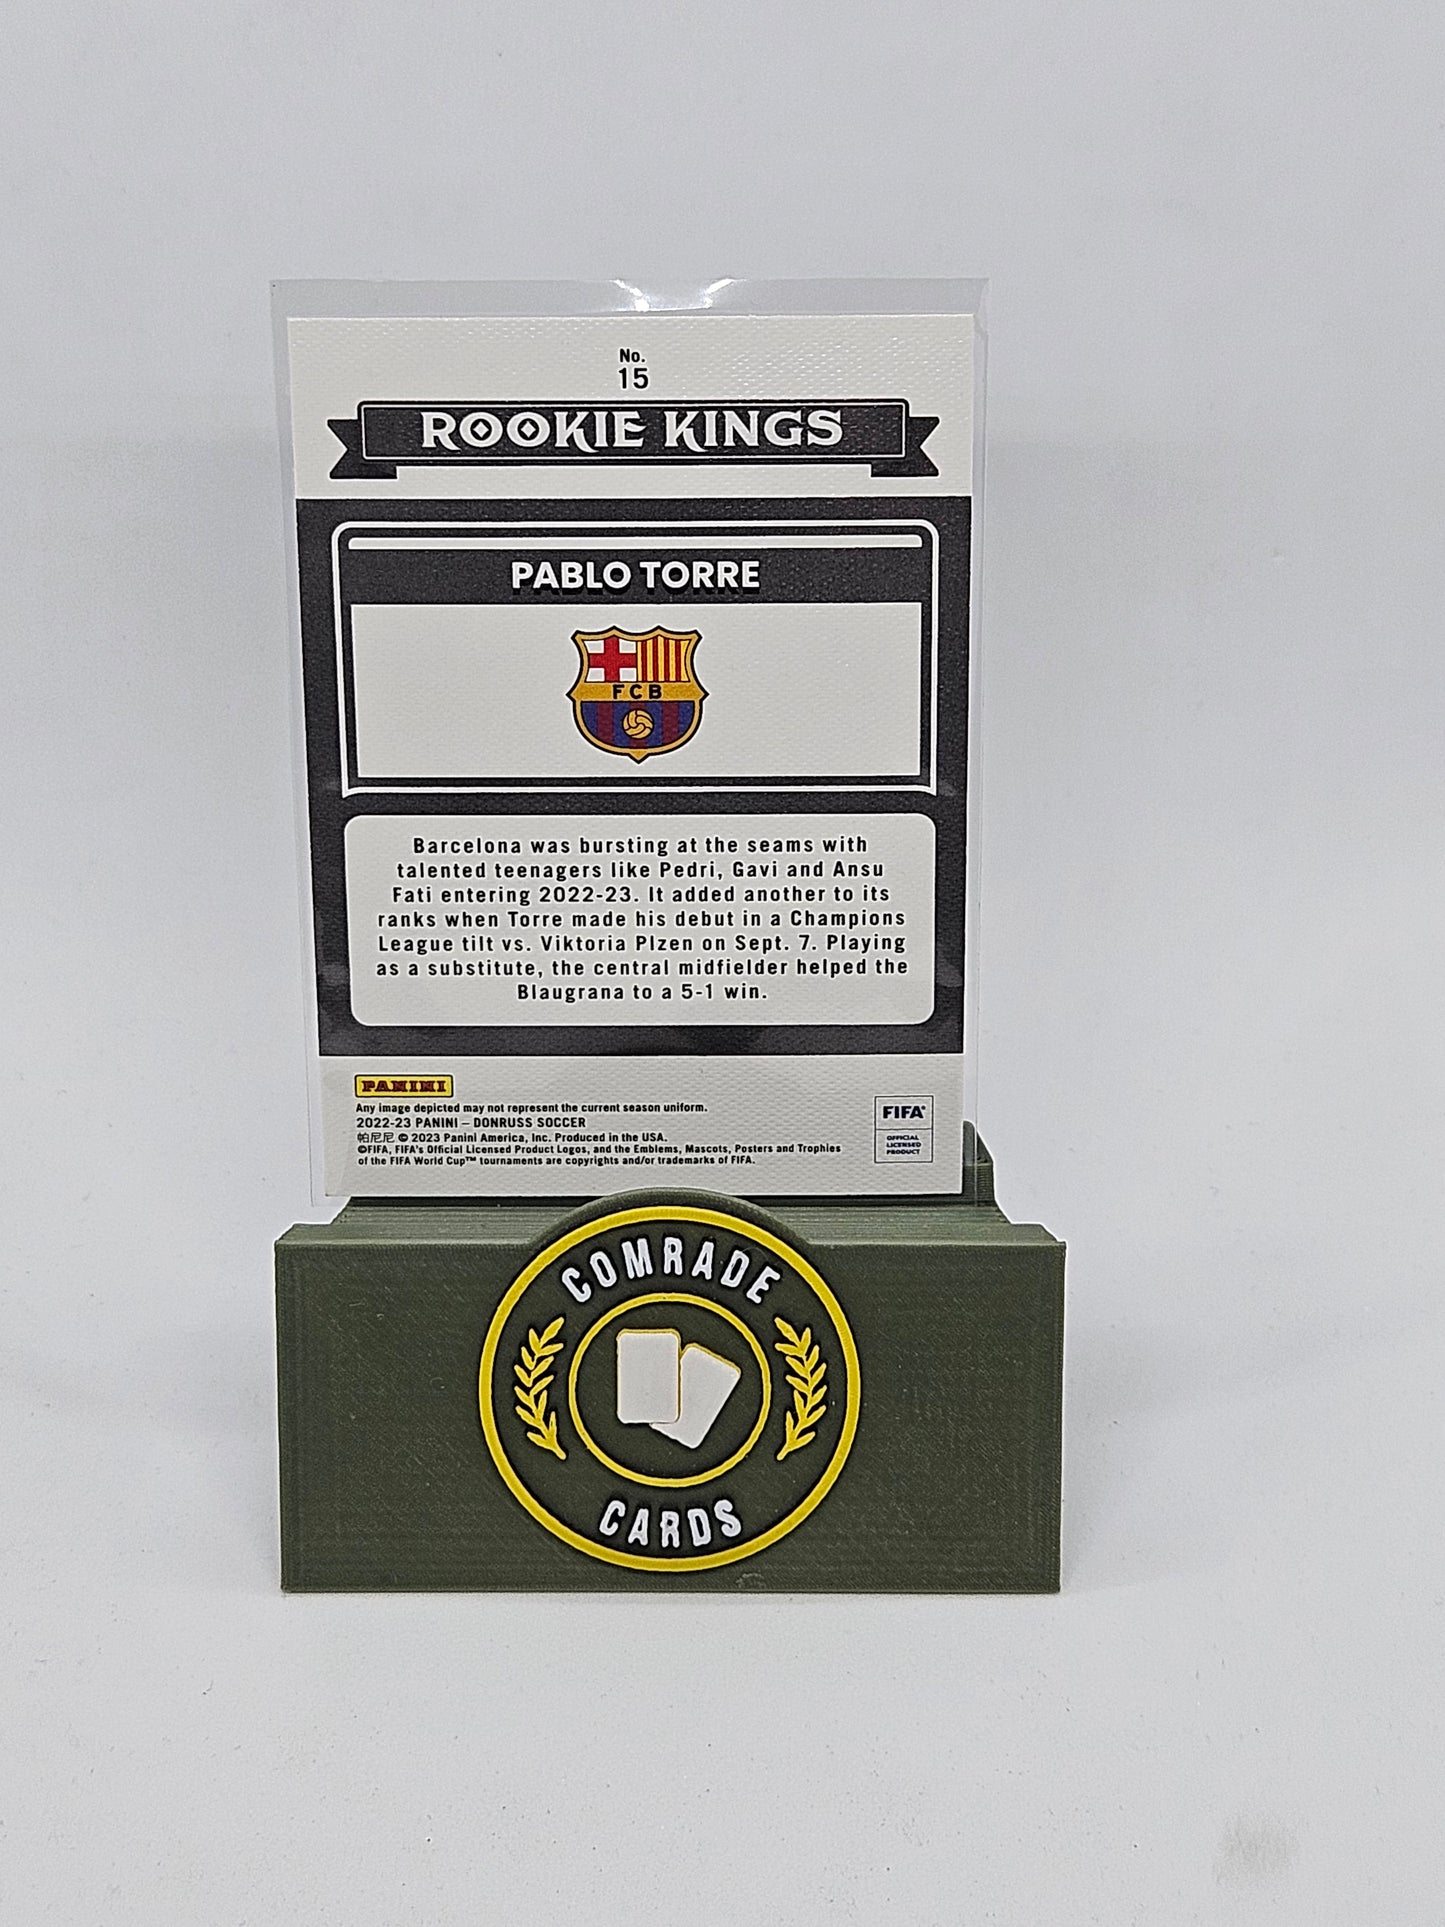 No.
15
ROOKIE KINGS
PABLO TORRE
FCB
Barcelona was bursting at the seams with
talented teenagers like Pedri, Gavi and Ansu
Fati entering 2022-23. It added another to its
ranks when Torre made his debut in a Champions
League tilt vs. Viktoria Plzen on Sept. 7. Playing
as a substitute, the central midfielder helped the
Blaugrana to a 5-1 win.
PANINI
Any image depicted may not represent the current season uniform.
2022-23 PANINI – DONRUSS SOCCER
帕尼尼 © 2023 Panini America, Inc. Produced in the USA.
©FIFA, FIFA's Official Licensed Product Logos, and the Emblems, Mascots, Posters and Trophies
of the FIFA World Cup™ tournaments are copyrights and/or trademarks of FIFA.
FIFA®
OFFICIAL
LICENSED
PRODUCT
COMRADE
CARDS